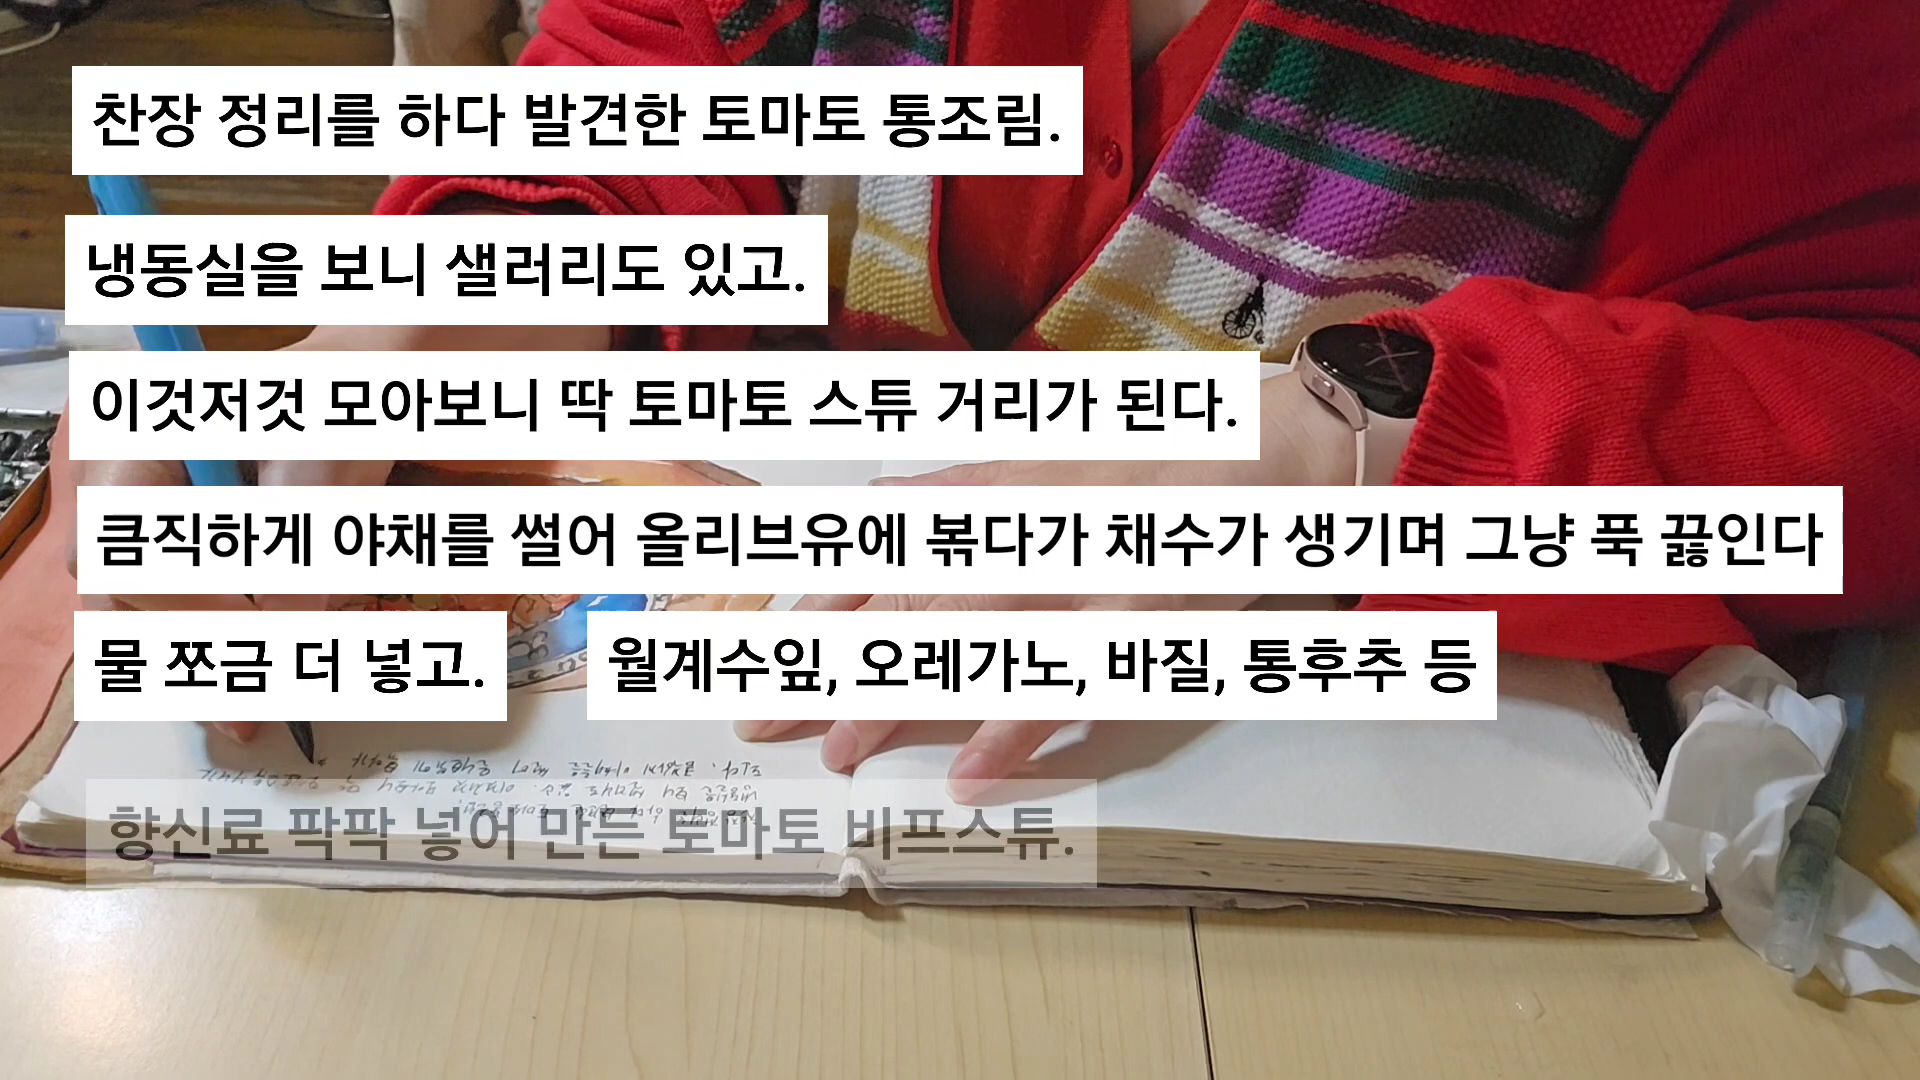 찬장 정리를 하다 발견한 토마토 통조림.
냉동실을 보니 샐러리도 있고.
이것저것 모아보니 딱 토마토 스튜 거리가 된다.
큼직하게 야채를 썰어 올리브유에 볶다가 채수가 생기며 그냥 푹 끓인다
물 쪼금 더 넣고. 월계수잎, 오레가노, 바질, 통후추 등
향신료 팍팍 넣어 만든 토마토 비프스튜.